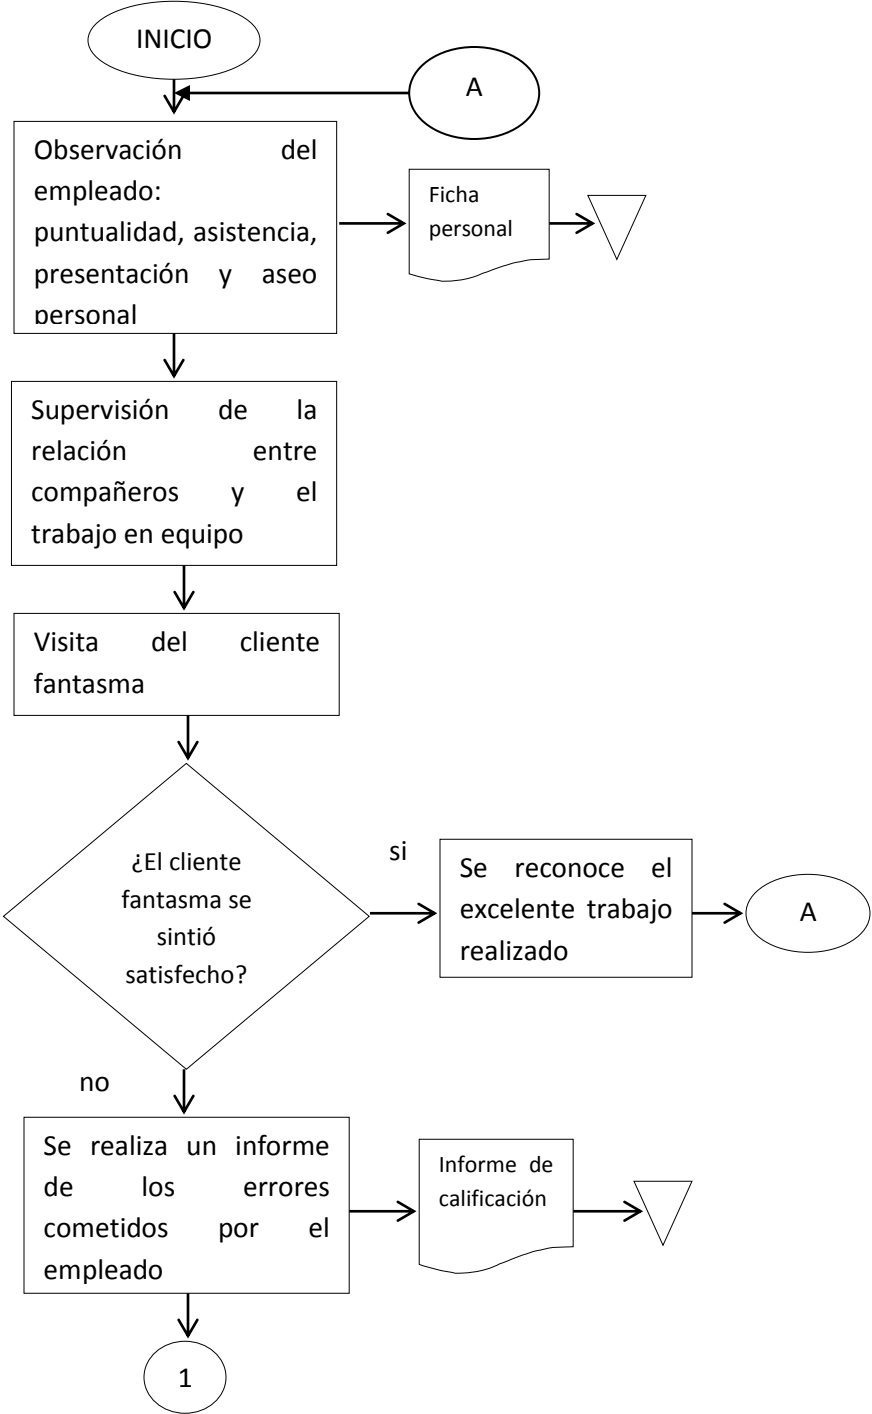 INICIO
A
Observación del
empleado:
puntualidad, asistencia,
presentación y aseo
personal
Ficha
personal
Supervisión de la
relación entre
compañeros y el
trabajo en equipo
Visita del cliente
fantasma
¿El cliente
fantasma se
sintió
satisfecho?
si
Se reconoce el
excelente trabajo
realizado
A
no
Se realiza un informe
de los errores
cometidos por el
empleado
Informe de
calificación
1